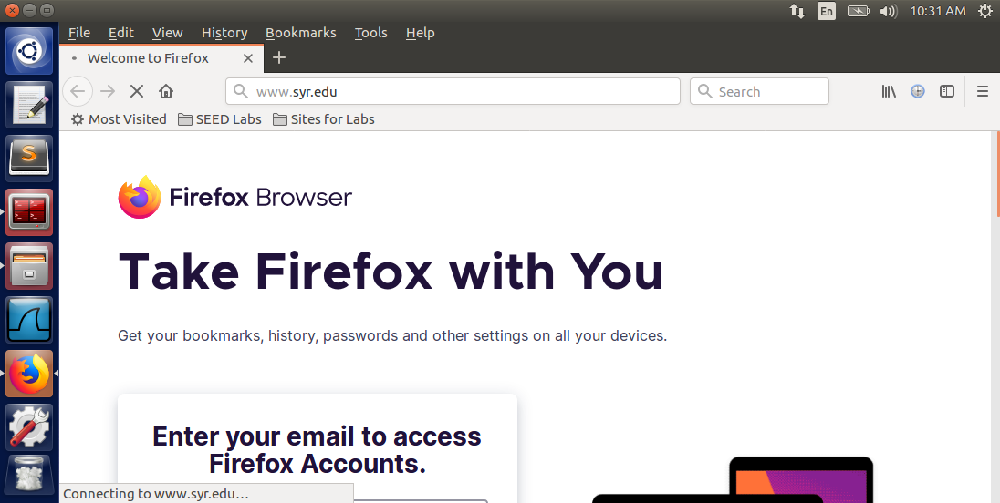 En 10:31 AM
File Edit View History Bookmarks Tools Help
Welcome to Firefox
www.syr.edu Search
Most Visited SEED Labs Sites for Labs
Firefox Browser
Take Firefox with You
Get your bookmarks, history, passwords and other settings on all your devices.
Enter your email to access
Firefox Accounts.
Connecting to www.syr.edu…